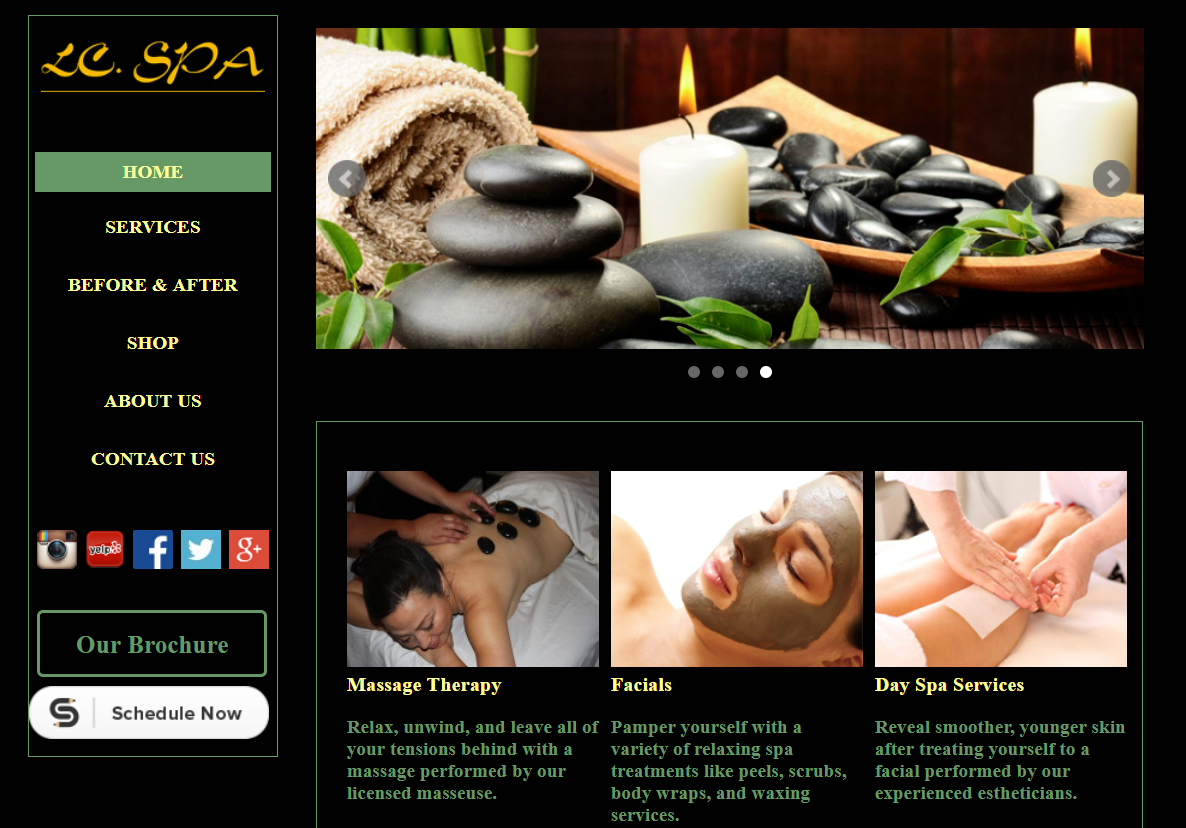 LC. SPA
HOME
SERVICES
BEFORE & AFTER
SHOP
ABOUT US
CONTACT US
yelp
f
g+
Our Brochure
Schedule Now
Massage Therapy
Relax, unwind, and leave all of
your tensions behind with a
massage performed by our
licensed masseuse.
Facials
Pamper yourself with a
variety of relaxing spa
treatments like peels, scrubs,
body wraps, and waxing
services.
Day Spa Services
Reveal smoother, younger skin
after treating yourself to a
facial performed by our
experienced estheticians.